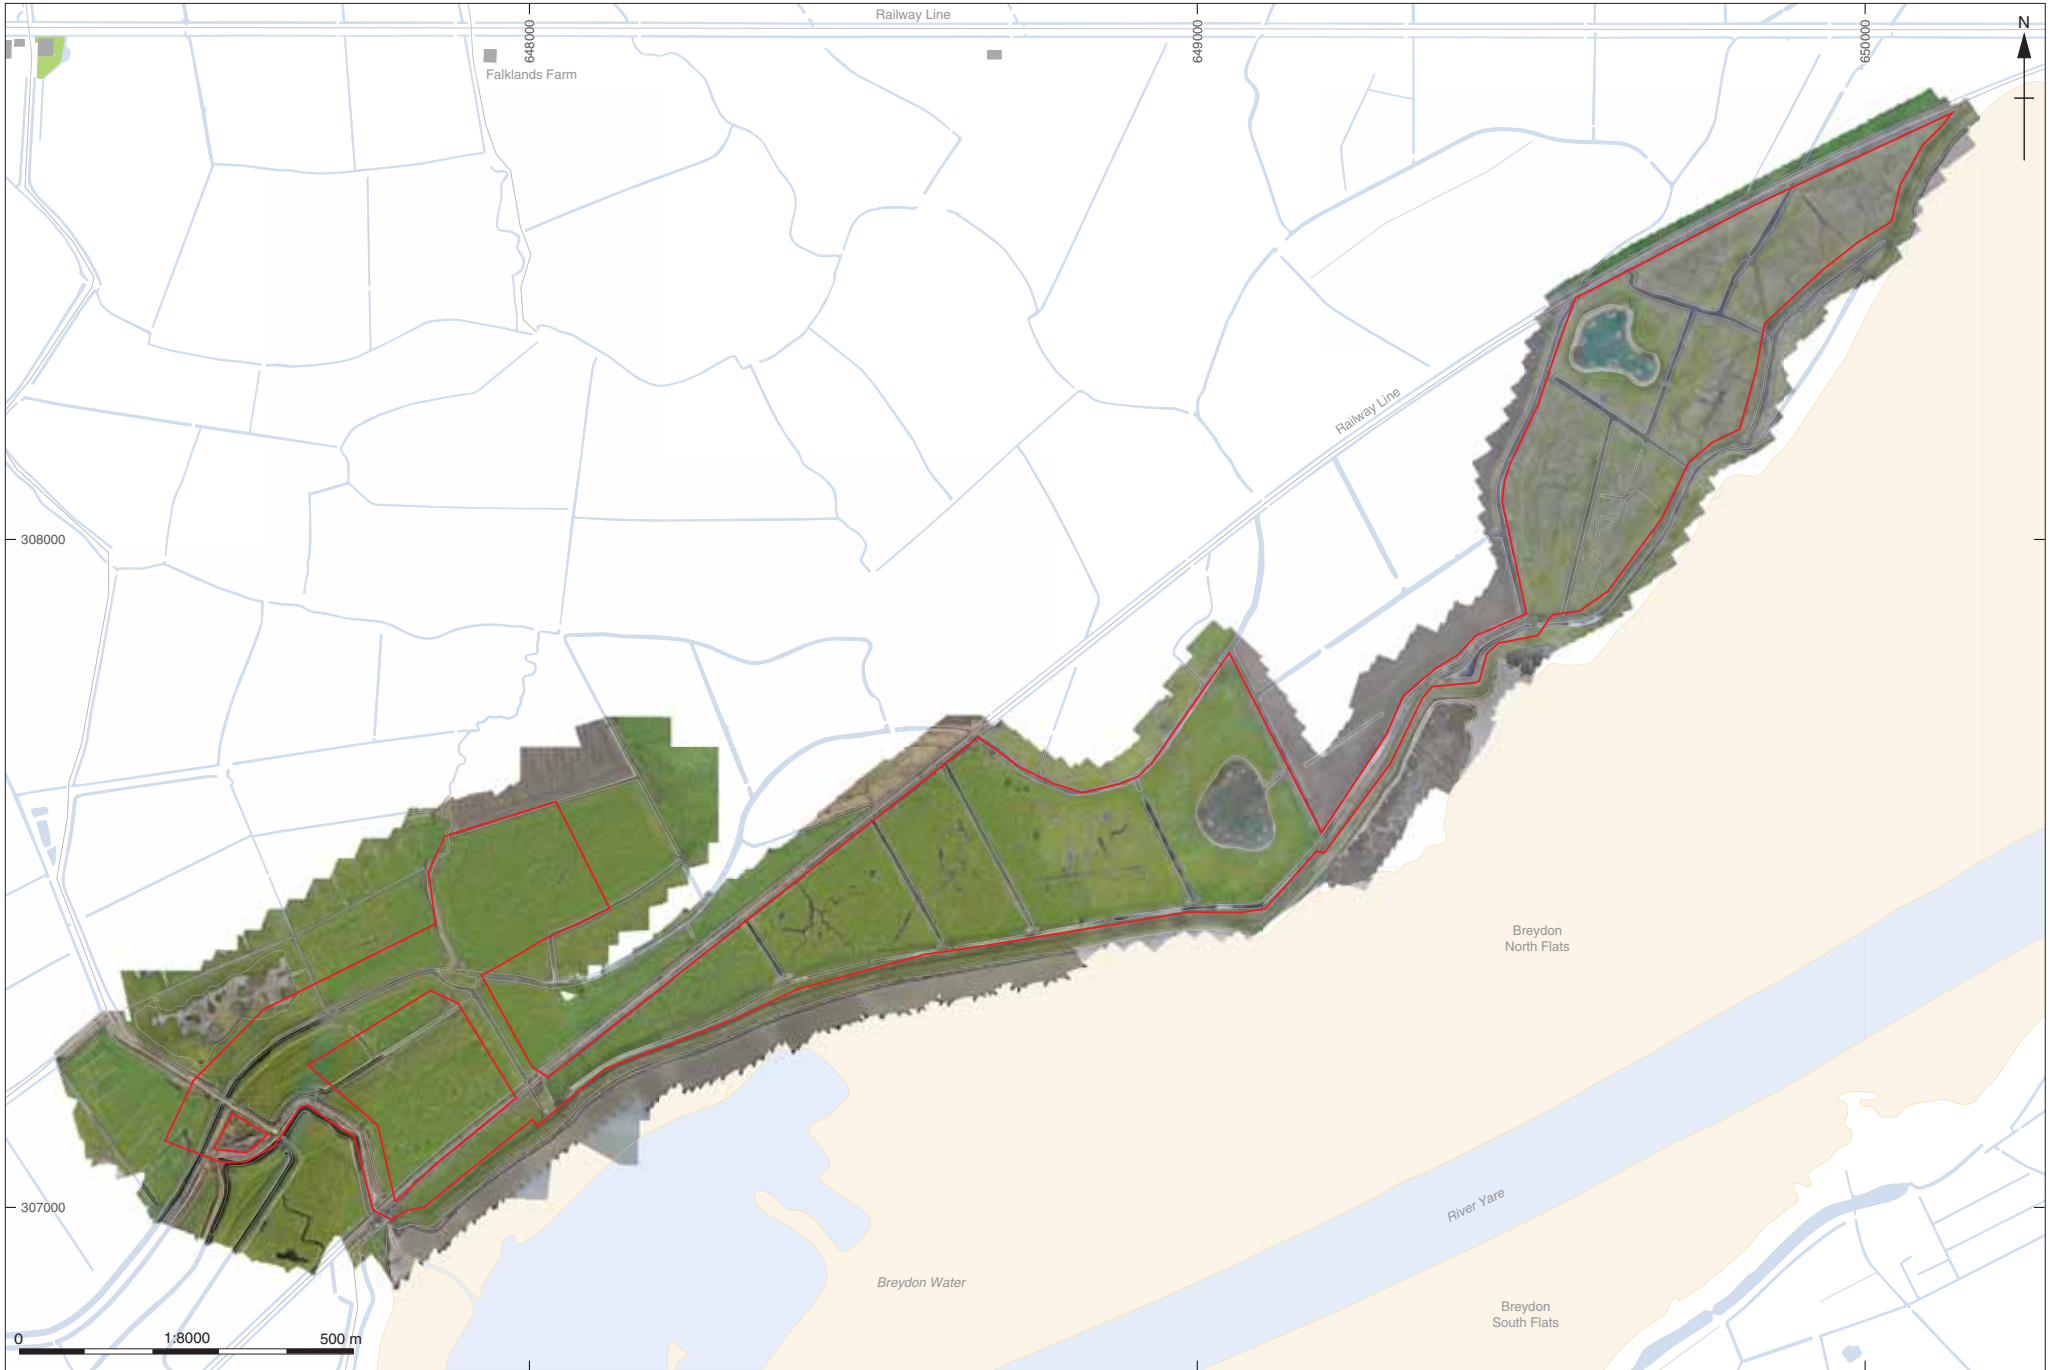 Railway Line
648000
649000
650000
N
Falklands Farm
Railway Line
308000
Breydon
North Flats
307000
River Yare
Breydon Water
Breydon
South Flats
0 1:8000 500 m